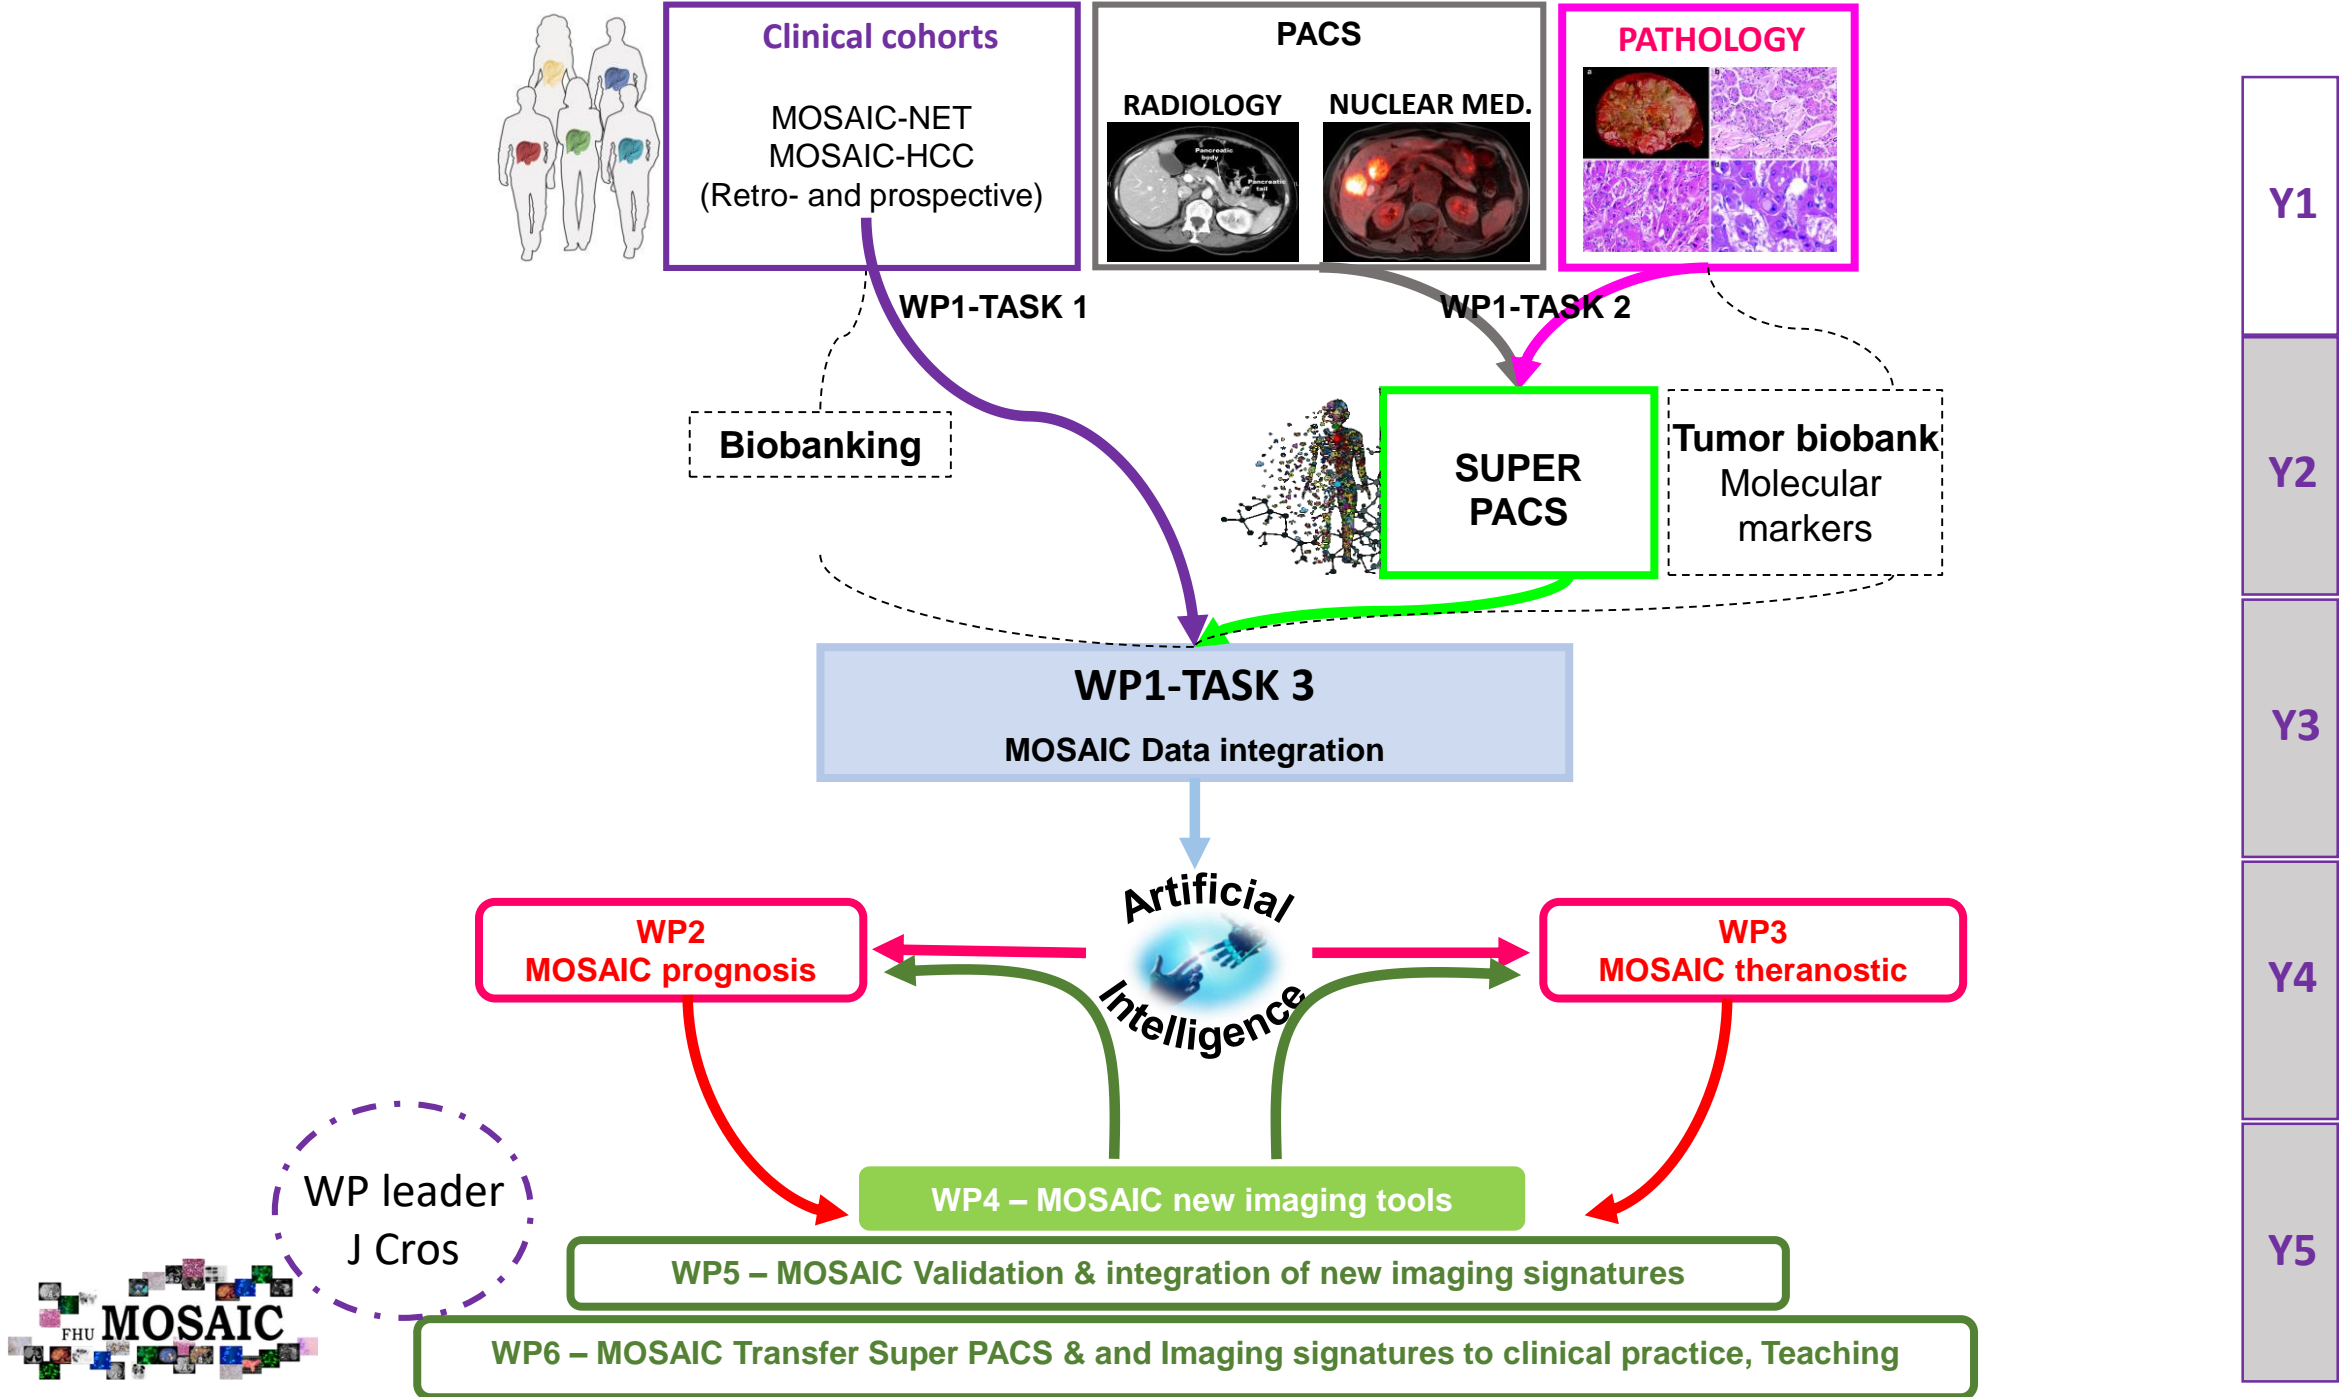 Clinical cohorts
MOSAIC-NET
MOSAIC-HCC
(Retro- and prospective)
PACS
RADIOLOGY
NUCLEAR MED.
Pancreatic
body
Pancreatic
tail
PATHOLOGY
a
b
d
Y1
WP1-TASK 1
WP1-TASK 2
Biobanking
SUPER
PACS
Tumor biobank
Molecular
markers
Y2
WP1-TASK 3
MOSAIC Data integration
Y3
Artificial
Intelligence
WP2
MOSAIC prognosis
WP3
MOSAIC theranostic
Y4
WP leader
J Cros
WP4 – MOSAIC new imaging tools
WP5 – MOSAIC Validation & integration of new imaging signatures
Y5
FHU MOSAIC
WP6 – MOSAIC Transfer Super PACS & and Imaging signatures to clinical practice, Teaching